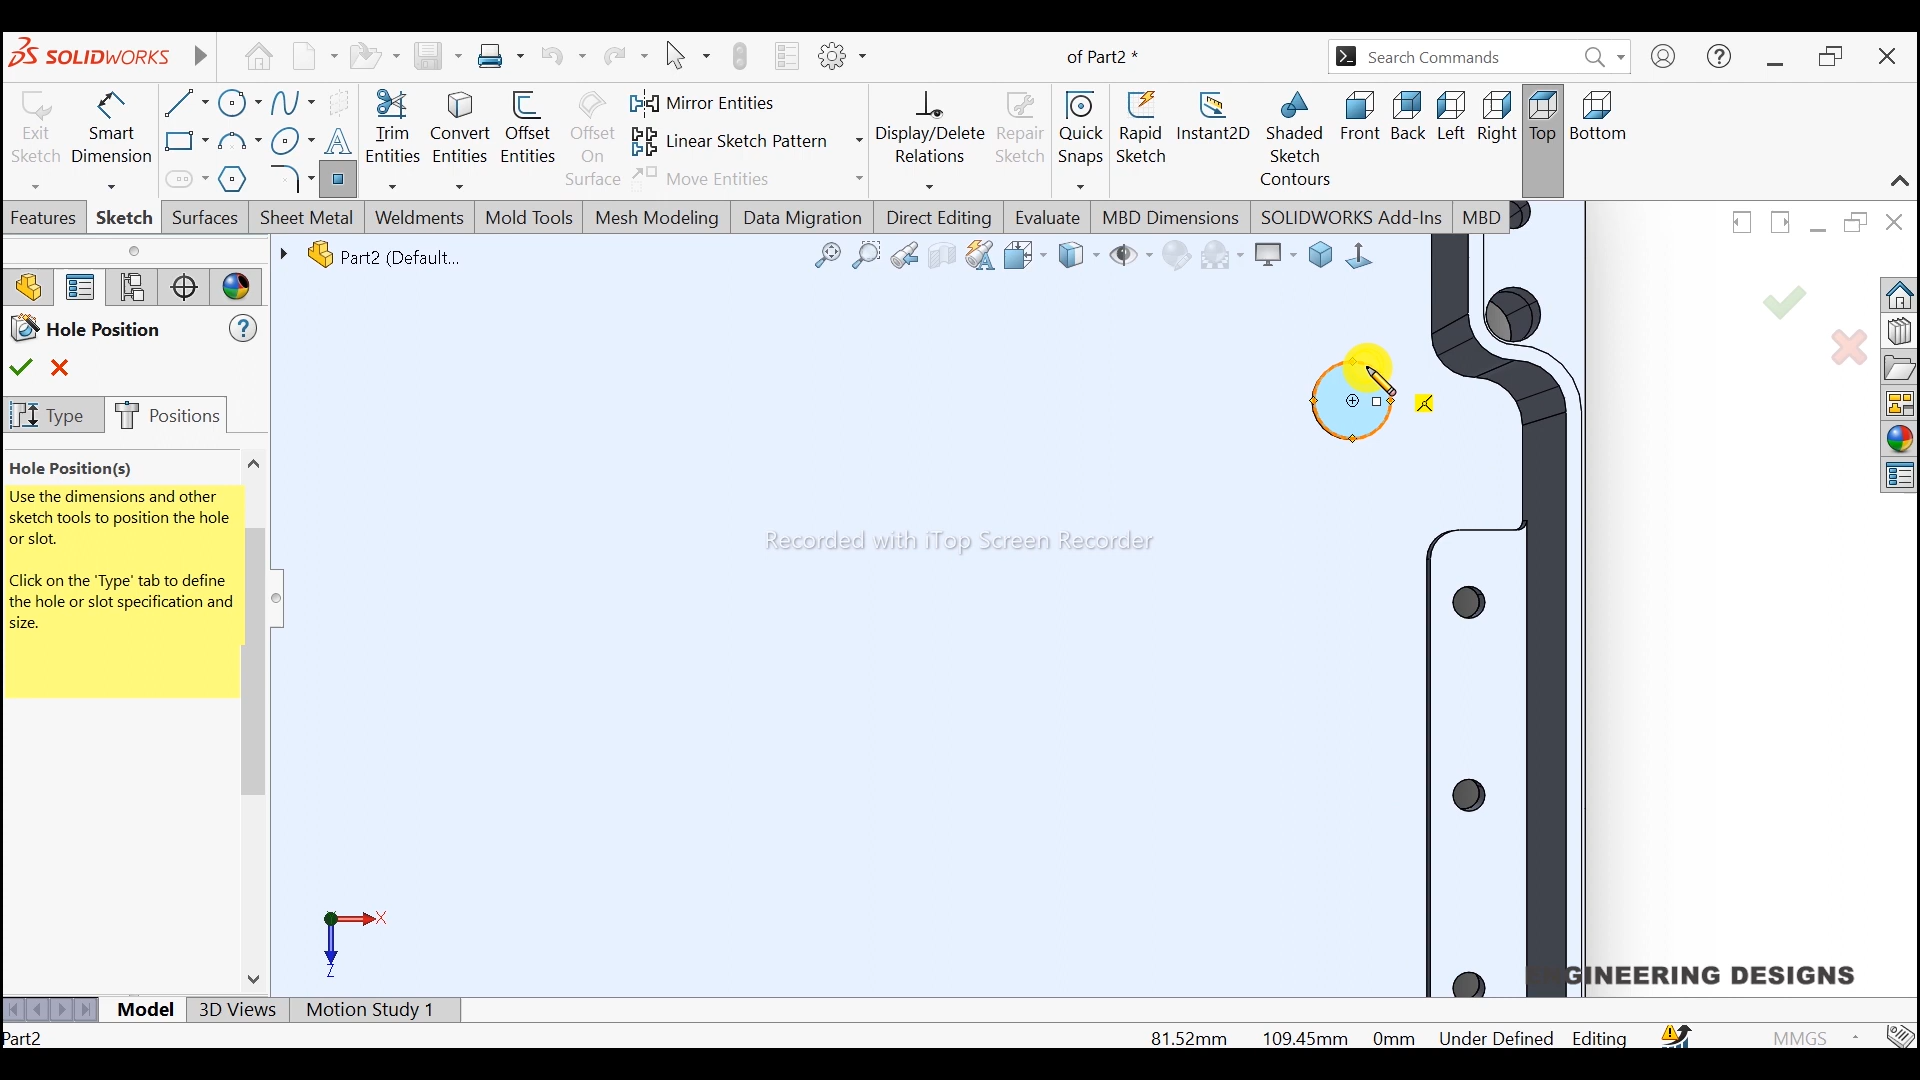 SOLIDWORKS
of Part2 *
Search Commands
Exit Sketch
Smart Dimension
Trim Entities
Convert Entities
Offset Entities
Offset On Surface
Mirror Entities
Linear Sketch Pattern
Move Entities
Display/Delete Relations
Repair Sketch
Quick Snaps
Rapid Sketch
Instant2D
Shaded Sketch Contours
Front
Back
Left
Right
Top
Bottom
Features
Sketch
Surfaces
Sheet Metal
Weldments
Mold Tools
Mesh Modeling
Data Migration
Direct Editing
Evaluate
MBD Dimensions
SOLIDWORKS Add-Ins
MBD
Part2 (Default...
Hole Position
Type
Positions
Hole Position(s)
Use the dimensions and other
sketch tools to position the hole
or slot.
Click on the 'Type' tab to define
the hole or slot specification and
size.
Recorded with iTop Screen Recorder
X
Z
ENGINEERING DESIGNS
Model
3D Views
Motion Study 1
Part2
81.52mm
109.45mm
0mm
Under Defined
Editing
MMGS